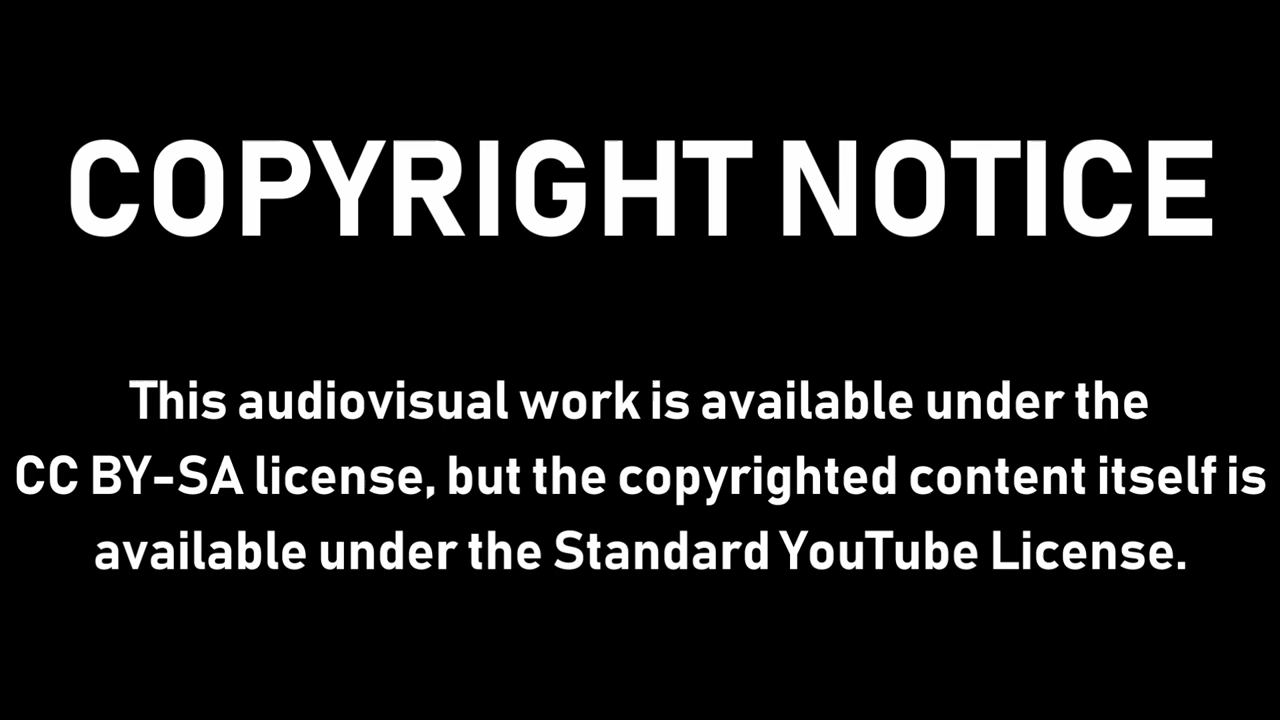 COPYRIGHT NOTICE
This audiovisual work is available under the
CC BY-SA license, but the copyrighted content itself is
available under the Standard YouTube License.